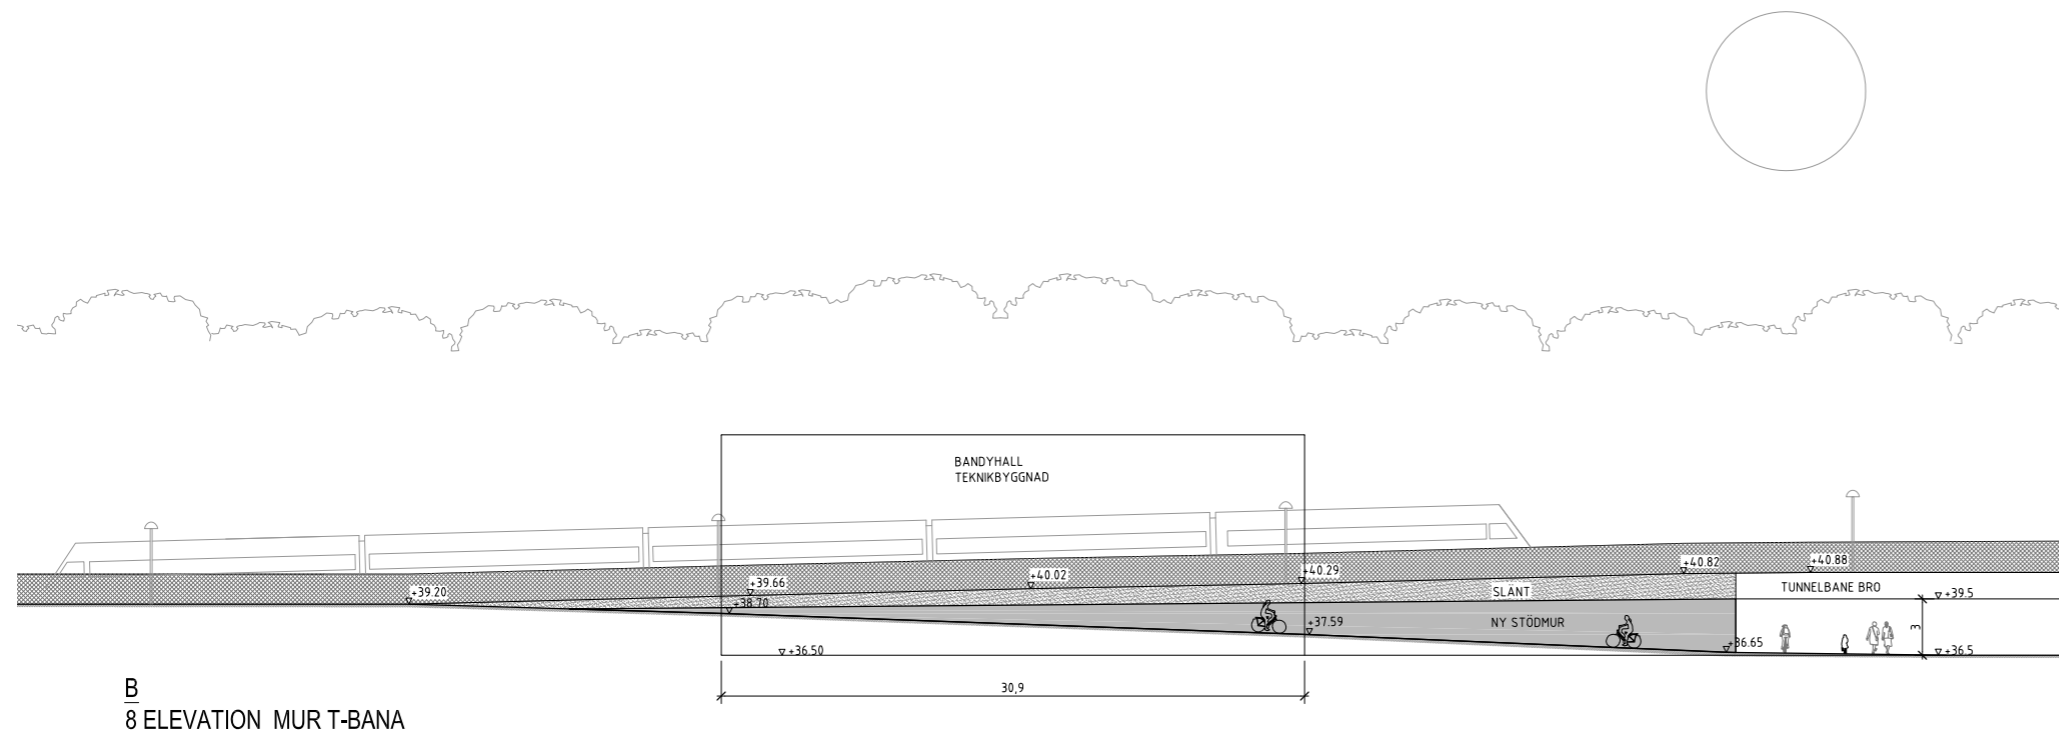 BANDYHALL
TEKNIKBYGGNAD
+39.20
+39.66
+38.70
+40.02
+40.29
+40.82
+40.88
SLÄNT
TUNNELBANE BRO
+39.5
NY STÖDMUR
+37.59
+36.65
3
+36.50
+36.5
30,9
B
8 ELEVATION MUR T-BANA